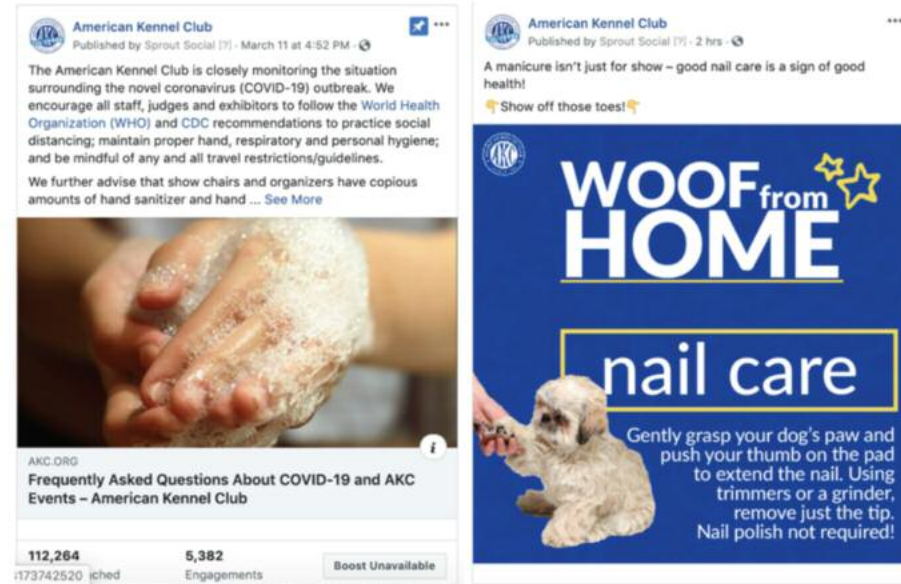 American Kennel Club
Published by Sprout Social [?] · March 11 at 4:52 PM ·
The American Kennel Club is closely monitoring the situation
surrounding the novel coronavirus (COVID-19) outbreak. We
encourage all staff, judges and exhibitors to follow the World Health
Organization (WHO) and CDC recommendations to practice social
distancing; maintain proper hand, respiratory and personal hygiene;
and be mindful of any and all travel restrictions/guidelines.
We further advise that show chairs and organizers have copious
amounts of hand sanitizer and hand ... See More
i
AKC.ORG
Frequently Asked Questions About COVID-19 and AKC
Events – American Kennel Club
112,264
5,382
173742520 ched
Engagements
Boost Unavailable
American Kennel Club
Published by Sprout Social [?] · 2 hrs ·
A manicure isn't just for show – good nail care is a sign of good
health!
👇Show off those toes!👇
AKC
WOOF from
HOME
nail care
Gently grasp your dog's paw and
push your thumb on the pad
to extend the nail. Using
trimmers or a grinder,
remove just the tip.
Nail polish not required!